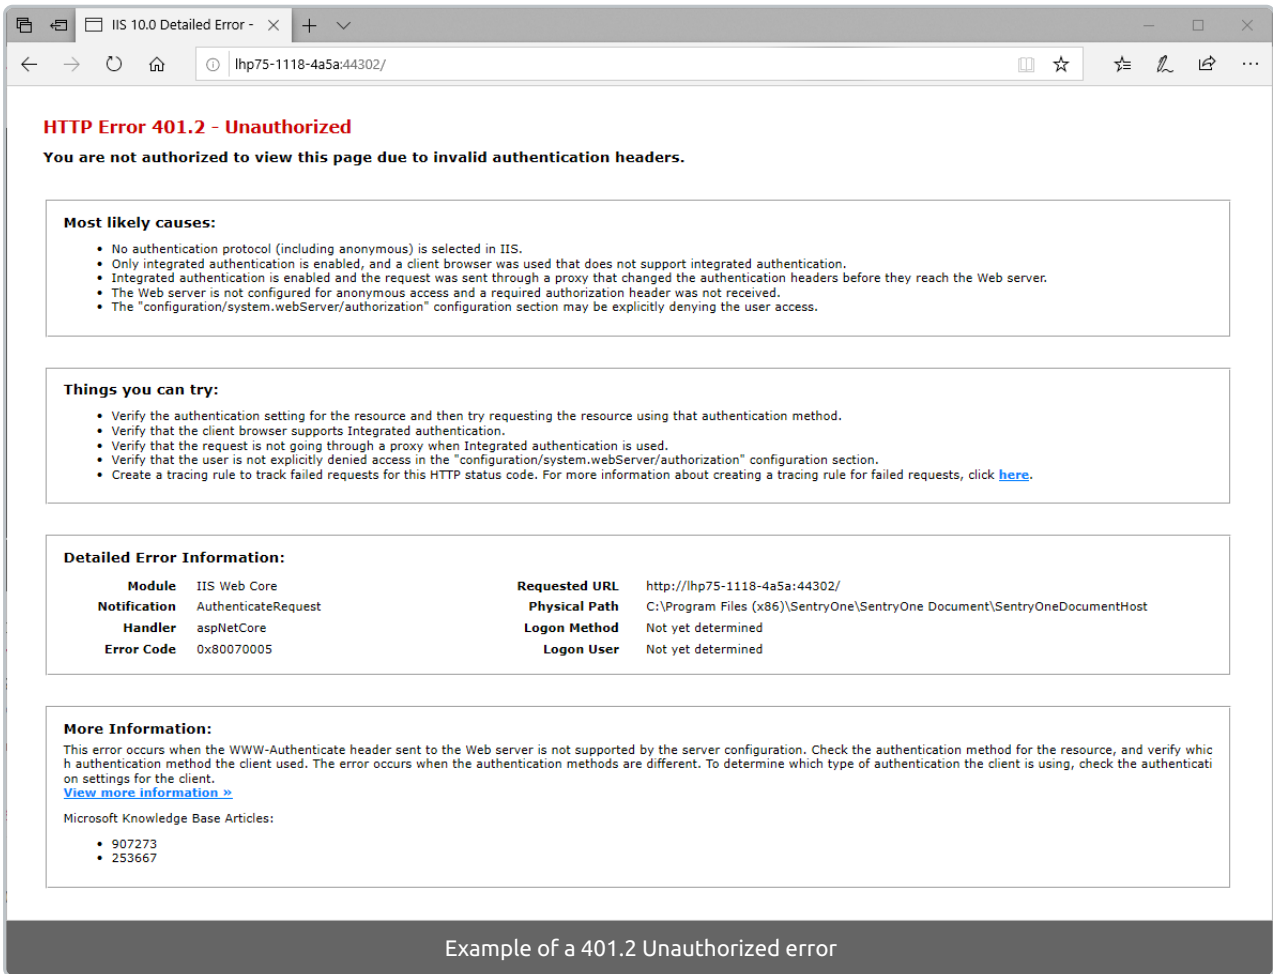 IIS 10.0 Detailed Error -
lhp75-1118-4a5a:44302/
HTTP Error 401.2 - Unauthorized
You are not authorized to view this page due to invalid authentication headers.
Most likely causes:
• No authentication protocol (including anonymous) is selected in IIS.
• Only integrated authentication is enabled, and a client browser was used that does not support integrated authentication.
• Integrated authentication is enabled and the request was sent through a proxy that changed the authentication headers before they reach the Web server.
• The Web server is not configured for anonymous access and a required authorization header was not received.
• The "configuration/system.webServer/authorization" configuration section may be explicitly denying the user access.
Things you can try:
• Verify the authentication setting for the resource and then try requesting the resource using that authentication method.
• Verify that the client browser supports Integrated authentication.
• Verify that the request is not going through a proxy when Integrated authentication is used.
• Verify that the user is not explicitly denied access in the "configuration/system.webServer/authorization" configuration section.
• Create a tracing rule to track failed requests for this HTTP status code. For more information about creating a tracing rule for failed requests, click here.
Detailed Error Information:
Module IIS Web Core Requested URL http://lhp75-1118-4a5a:44302/
Notification AuthenticateRequest Physical Path C:\Program Files (x86)\SentryOne\SentryOne Document\SentryOneDocumentHost
Handler aspNetCore Logon Method Not yet determined
Error Code 0x80070005 Logon User Not yet determined
More Information:
This error occurs when the WWW-Authenticate header sent to the Web server is not supported by the server configuration. Check the authentication method for the resource, and verify whic
h authentication method the client used. The error occurs when the authentication methods are different. To determine which type of authentication the client is using, check the authenticati
on settings for the client.
View more information »
Microsoft Knowledge Base Articles:
• 907273
• 253667
Example of a 401.2 Unauthorized error